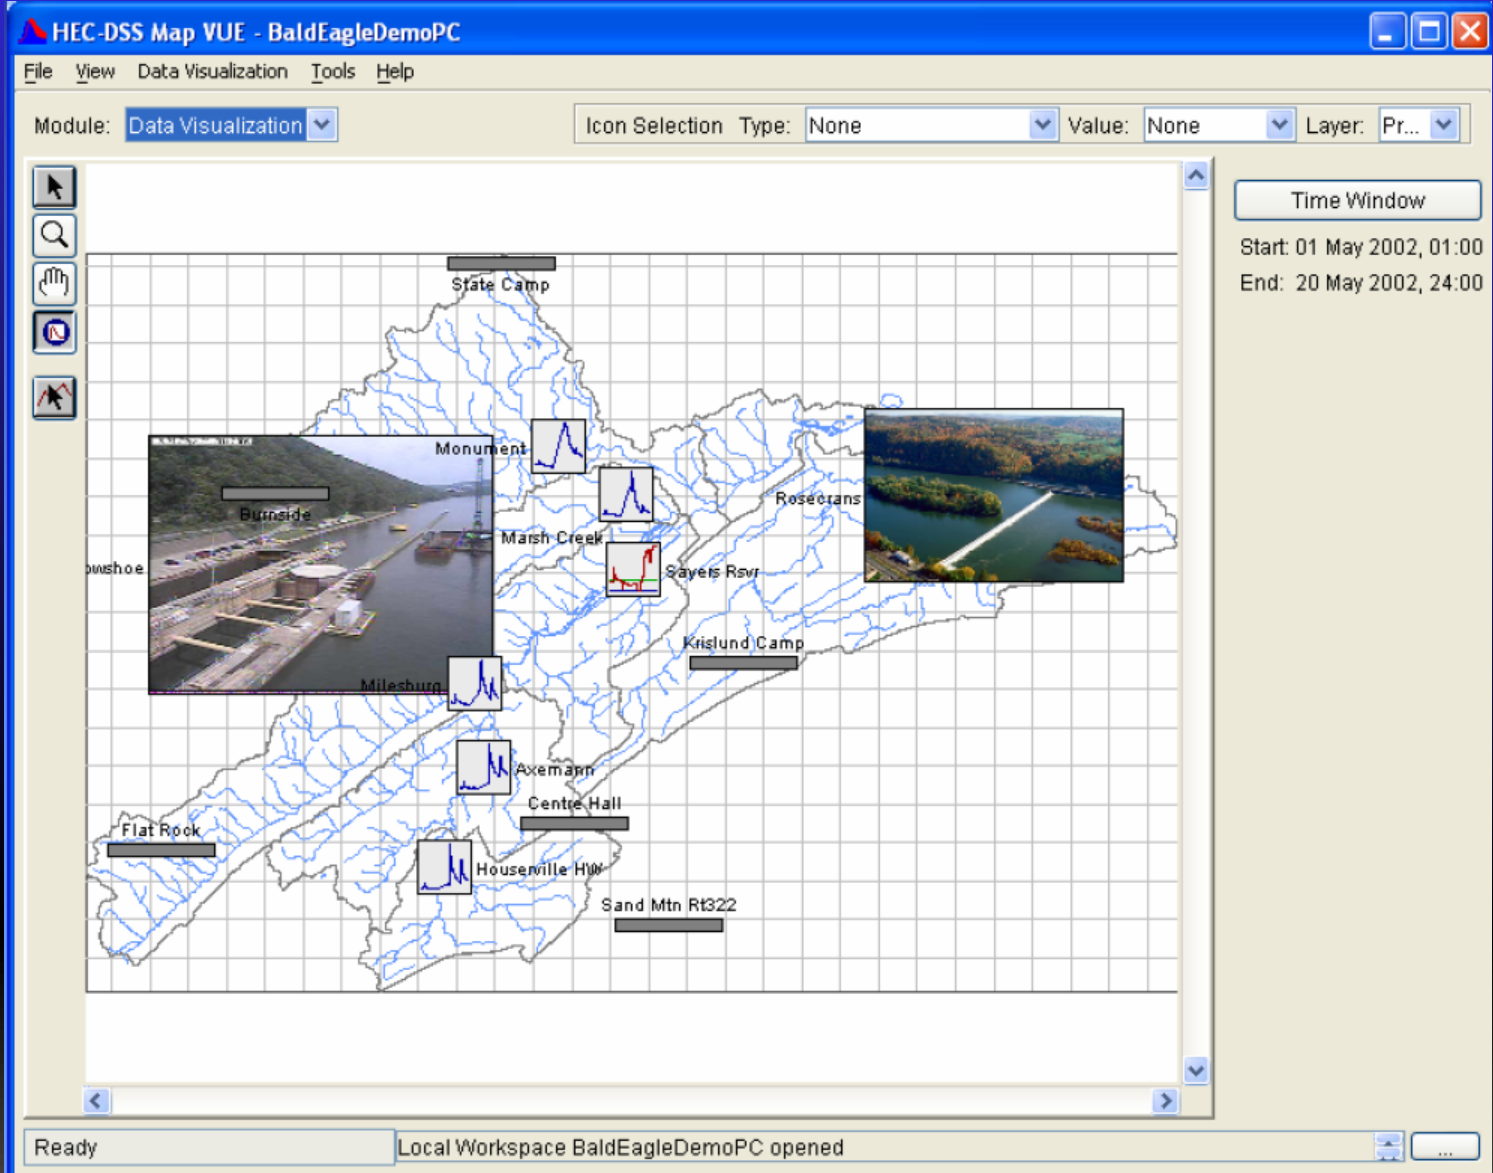 HEC-DSS Map VUE - BaldEagleDemoPC
File View Data Visualization Tools Help
Module: Data Visualization
Icon Selection Type: None Value: None Layer: Pr...
Time Window
Start: 01 May 2002, 01:00
End: 20 May 2002, 24:00
State Camp
Monument
Burnside
Rosecrans
Marsh Creek
owshoe
Sayers Rsvr
Krislund Camp
Milesburg
Axemann
Centre Hall
Flat Rock
Houserville HW
Sand Mtn Rt322
Ready
Local Workspace BaldEagleDemoPC opened
...